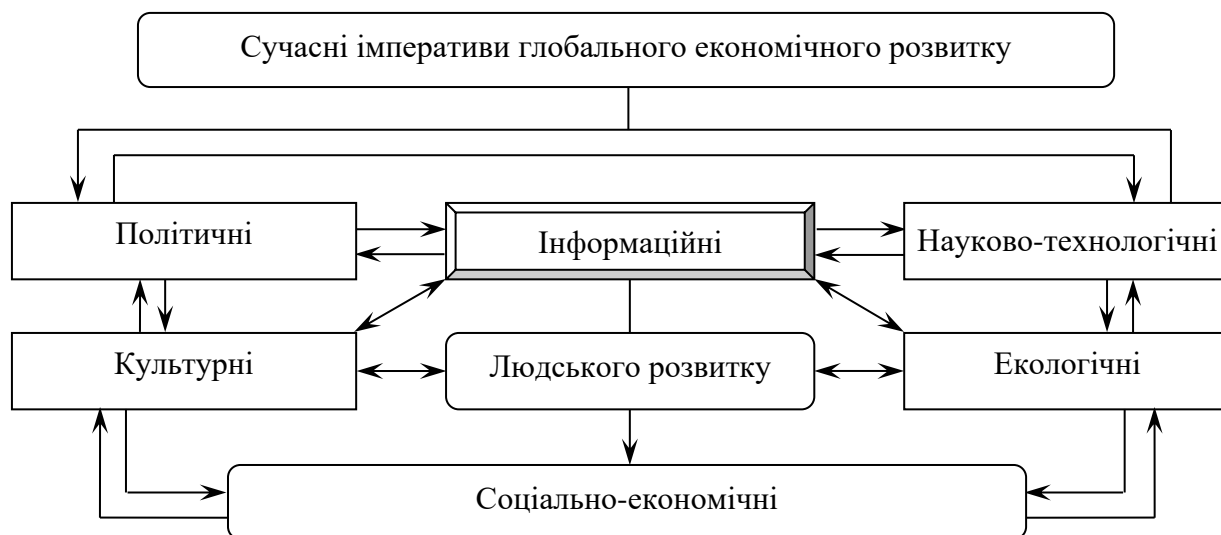 Сучасні імперативи глобального економічного розвитку
Політичні
Інформаційні
Науково-технологічні
Культурні
Людського розвитку
Екологічні
Соціально-економічні